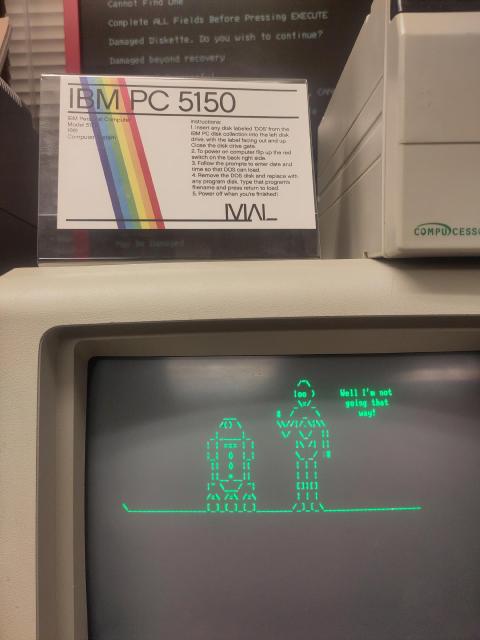 Cannot Find One
Complete ALL Fields Before Pressing EXECUTE
Damaged Diskette. Do you wish to continue?
Damaged beyond recovery
IBM PC 5150
IBM Personal Computer
Model
1981
Computer System
Instructions:
1. Insert any disk labeled 'DOS' from the
IBM PC disk collection into the left disk
drive, with the label facing out and up.
Close the disk drive gate.
2. To power on computer flip up the red
switch on the back right side.
3. Follow the prompts to enter date and
time so that DOS can load.
4. Remove the DOS disk and replace with
any program disk. Type that program's
filename and press return to load.
5. Power off when you're finished!
MAL
May be Damaged
Well I'm not
going that
way!